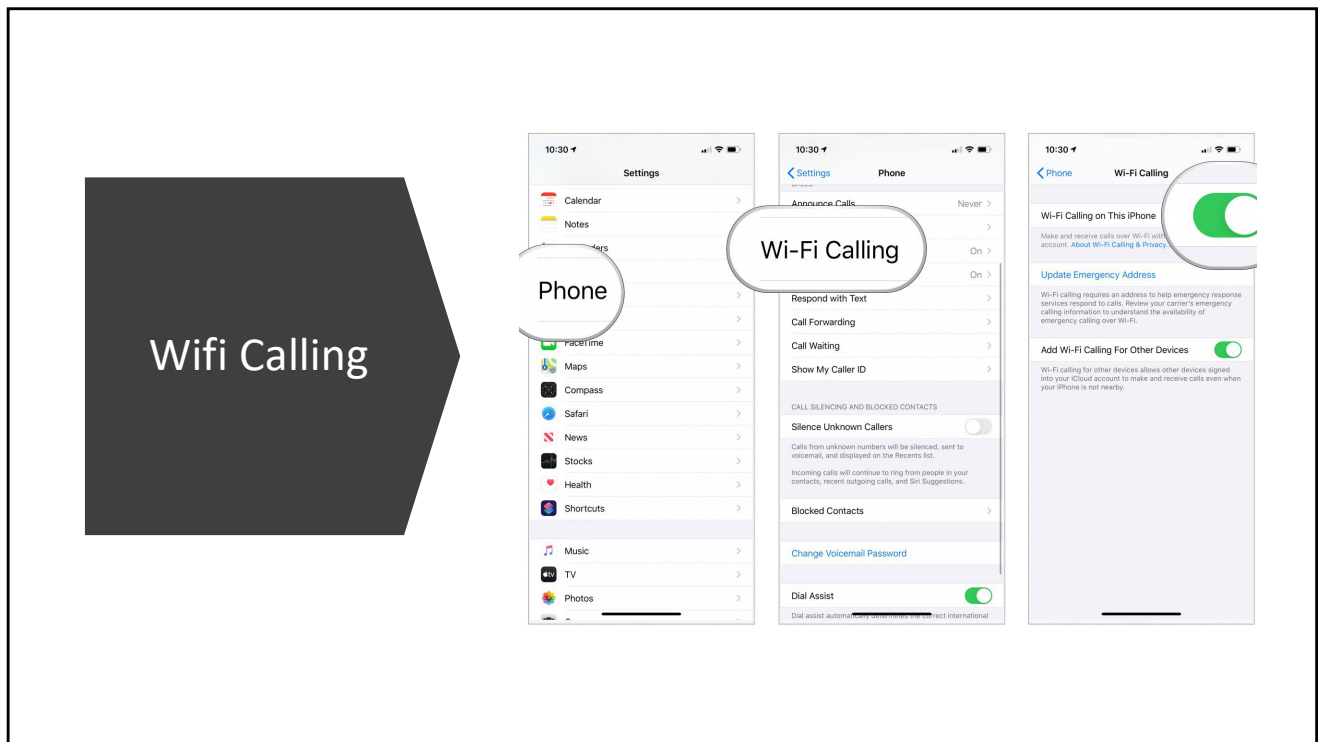 Wifi Calling
10:30
Settings
Calendar
Notes
Phone
FaceTime
Maps
Compass
Safari
News
Stocks
Health
Shortcuts
Music
tv TV
Photos
10:30
Settings Phone
Announce Calls Never
Wi-Fi Calling
On
On
Respond with Text
Call Forwarding
Call Waiting
Show My Caller ID
CALL SILENCING AND BLOCKED CONTACTS
Silence Unknown Callers
Calls from unknown numbers will be silenced, sent to
voicemail, and displayed on the Recents list.
Incoming calls will continue to ring from people in your
contacts, recent outgoing calls, and Siri Suggestions.
Blocked Contacts
Change Voicemail Password
Dial Assist
Dial assist automatically determines the correct international
10:30
Phone Wi-Fi Calling
Wi-Fi Calling on This iPhone
Make and receive calls over Wi-Fi with
account. About Wi-Fi Calling & Privacy
Update Emergency Address
Wi-Fi calling requires an address to help emergency response
services respond to calls. Review your carrier's emergency
calling information to understand the availability of
emergency calling over Wi-Fi.
Add Wi-Fi Calling For Other Devices
Wi-Fi calling for other devices allows other devices signed
into your iCloud account to make and receive calls even when
your iPhone is not nearby.